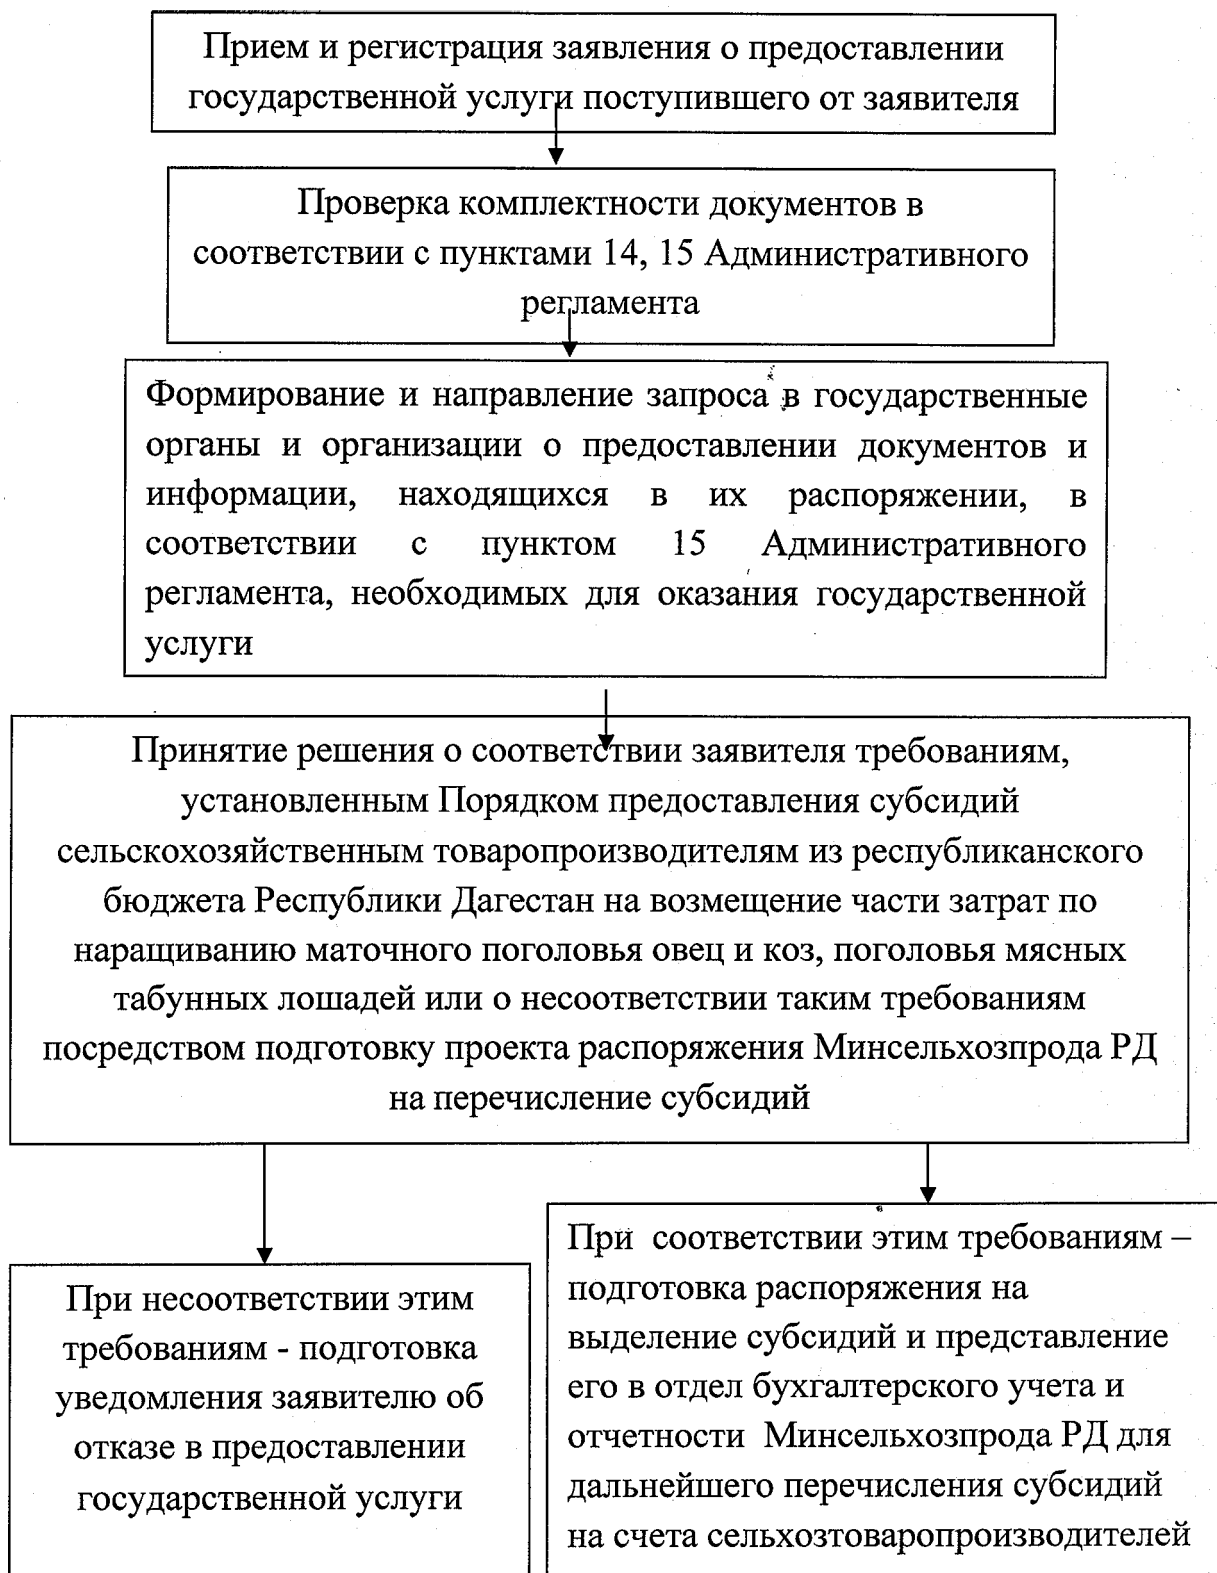 Прием и регистрация заявления о предоставлении
государственной услуги поступившего от заявителя
Проверка комплектности документов в
соответствии с пунктами 14, 15 Административного
регламента
Формирование и направление запроса в государственные
органы и организации о предоставлении документов и
информации, находящихся в их распоряжении, в
соответствии с пунктом 15 Административного
регламента, необходимых для оказания государственной
услуги
Принятие решения о соответствии заявителя требованиям,
установленным Порядком предоставления субсидий
сельскохозяйственным товаропроизводителям из республиканского
бюджета Республики Дагестан на возмещение части затрат по
наращиванию маточного поголовья овец и коз, поголовья мясных
табунных лошадей или о несоответствии таким требованиям
посредством подготовку проекта распоряжения Минсельхозпрода РД
на перечисление субсидий
При несоответствии этим
требованиям - подготовка
уведомления заявителю об
отказе в предоставлении
государственной услуги
При соответствии этим требованиям –
подготовка распоряжения на
выделение субсидий и представление
его в отдел бухгалтерского учета и
отчетности Минсельхозпрода РД для
дальнейшего перечисления субсидий
на счета сельхозтоваропроизводителей